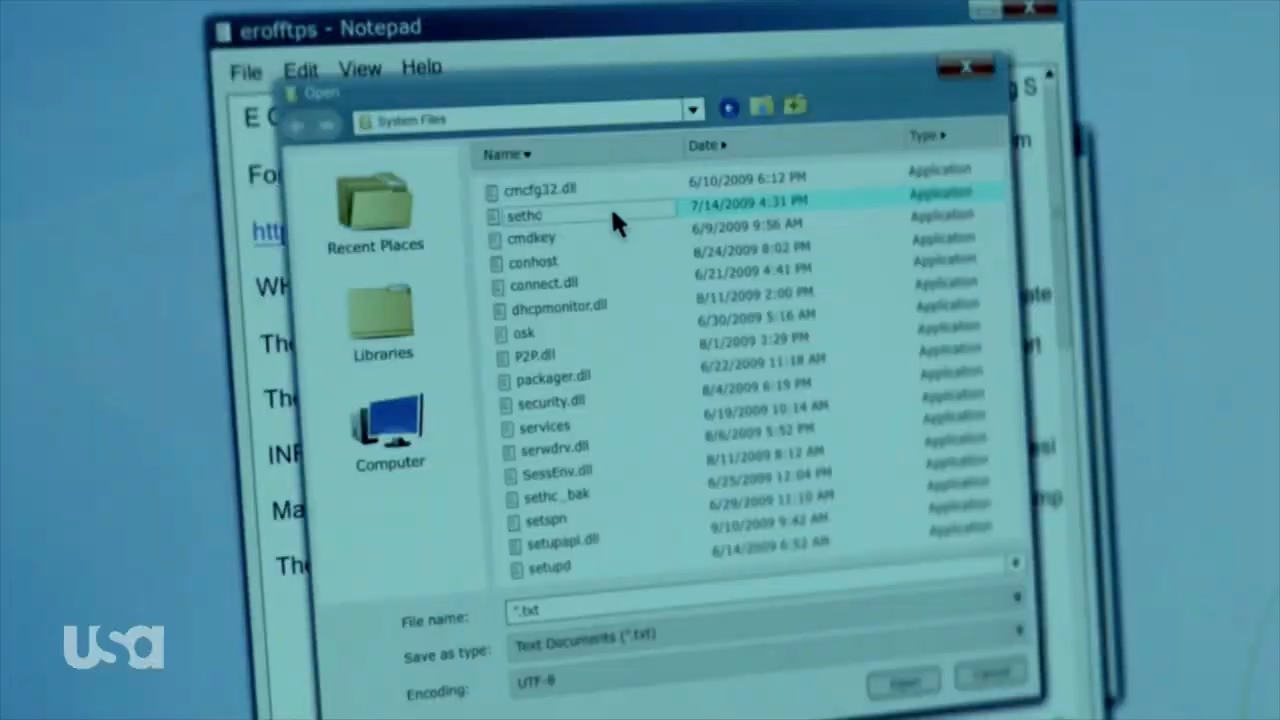 erofftps - Notepad
File Edit View Help
Open
System Files
Name Date Type
cmcfg32.dll 6/10/2009 6:12 PM Application
sethc 7/14/2009 4:31 PM Application
cmdkey 6/9/2009 9:56 AM Application
conhost 8/24/2009 8:02 PM Application
connect.dll 6/21/2009 4:41 PM Application
dhcpmonitor.dll 8/11/2009 2:00 PM Application
osk 6/30/2009 5:16 AM Application
P2P.dll 8/1/2009 3:29 PM Application
packager.dll 6/22/2009 11:18 AM Application
security.dll 8/4/2009 6:19 PM Application
services 6/19/2009 10:14 AM Application
serwdrv.dll 8/6/2009 5:52 PM Application
SessEnv.dll 8/11/2009 8:12 AM Application
sethc_bak 6/25/2009 12:04 PM Application
setspn 6/29/2009 11:10 AM Application
setupapi.dll 9/10/2009 9:42 AM Application
setupd 6/14/2009 6:52 AM
Recent Places
Libraries
Computer
File name: *.txt
Save as type: Text Documents (*.txt)
Encoding: UTF-8
Open Cancel
usa